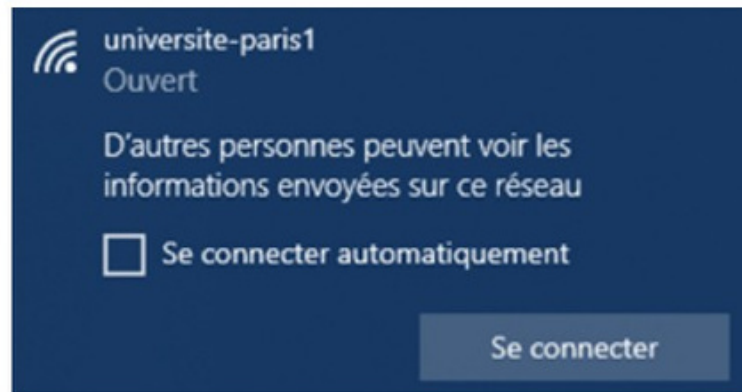 universite-paris1
Ouvert
D'autres personnes peuvent voir les
informations envoyées sur ce réseau
Se connecter automatiquement
Se connecter